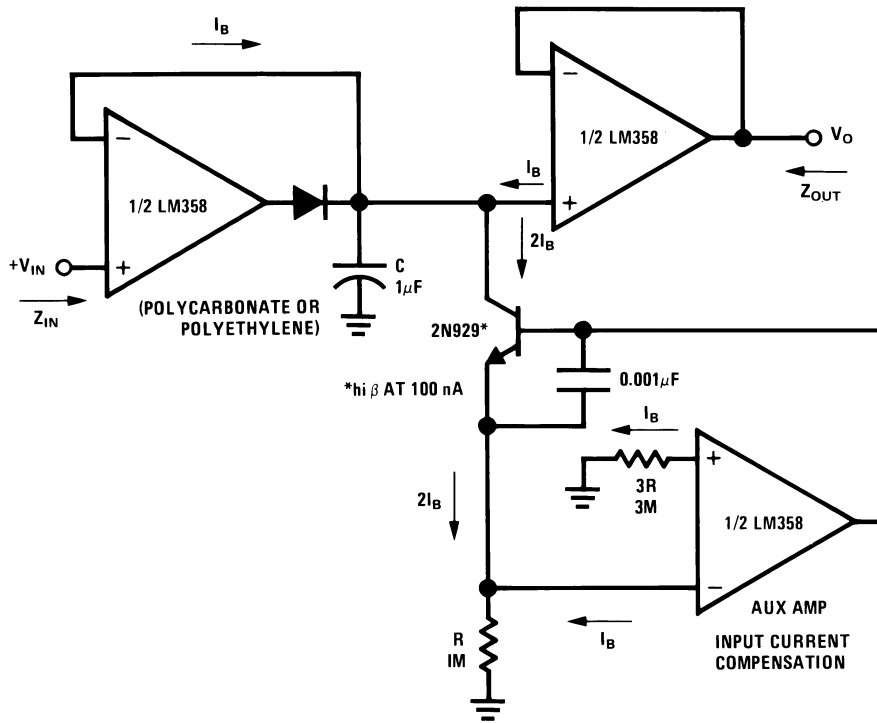 I_B
−
1/2 LM358
+
+V_IN
Z_IN
C
1μF
(POLYCARBONATE OR
POLYETHYLENE)
−
1/2 LM358
+
I_B
V_O
Z_OUT
2I_B
2N929*
*hi β AT 100 nA
0.001μF
I_B
3R
3M
+
1/2 LM358
−
2I_B
R
IM
I_B
AUX AMP
INPUT CURRENT
COMPENSATION